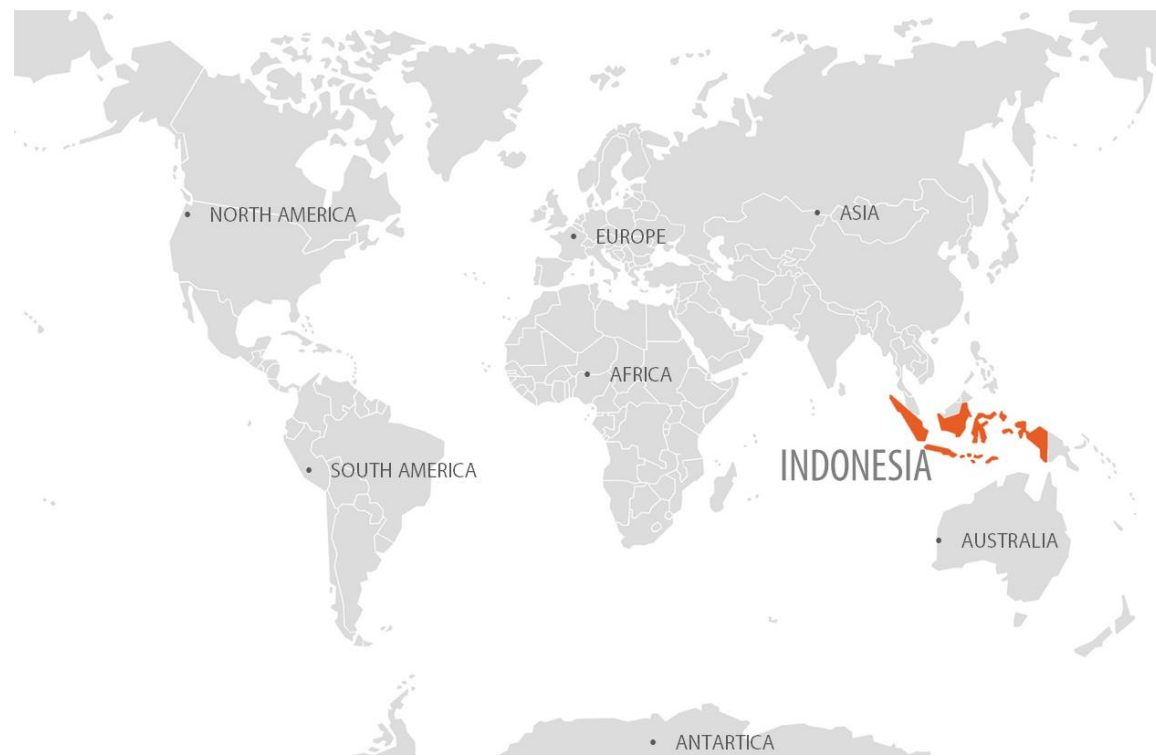 NORTH AMERICA
ASIA
EUROPE
AFRICA
INDONESIA
SOUTH AMERICA
AUSTRALIA
ANTARTICA